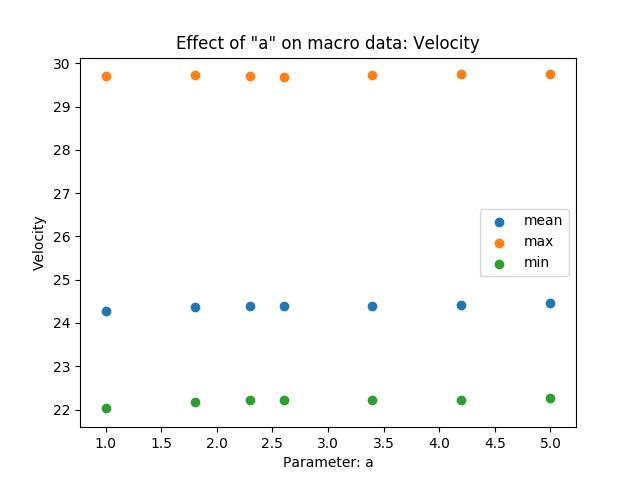 Effect of "a" on macro data: Velocity
30
29
28
27
26
25
24
23
22
Velocity
mean
max
min
1.0 1.5 2.0 2.5 3.0 3.5 4.0 4.5 5.0
Parameter: a